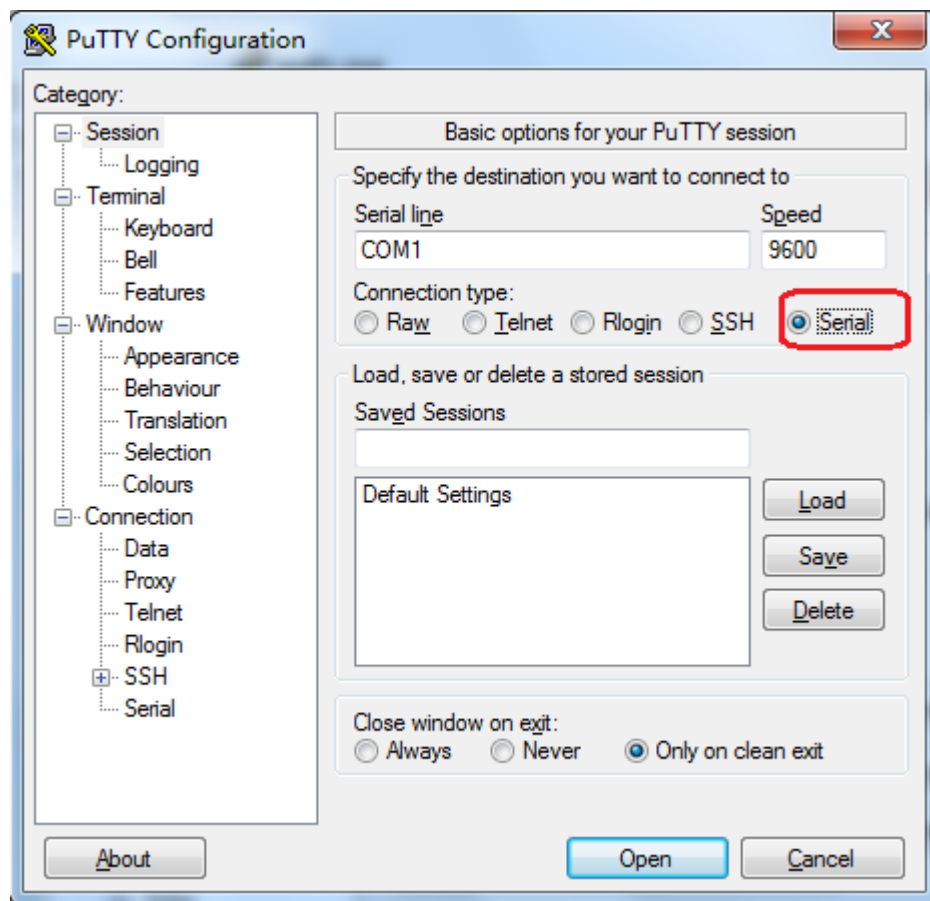 PuTTY Configuration
Category:
Session
Logging
Terminal
Keyboard
Bell
Features
Window
Appearance
Behaviour
Translation
Selection
Colours
Connection
Data
Proxy
Telnet
Rlogin
SSH
Serial
Basic options for your PuTTY session
Specify the destination you want to connect to
Serial line Speed
COM1 9600
Connection type:
Raw Telnet Rlogin SSH Serial
Load, save or delete a stored session
Saved Sessions
Default Settings
Load
Save
Delete
Close window on exit:
Always Never Only on clean exit
About Open Cancel